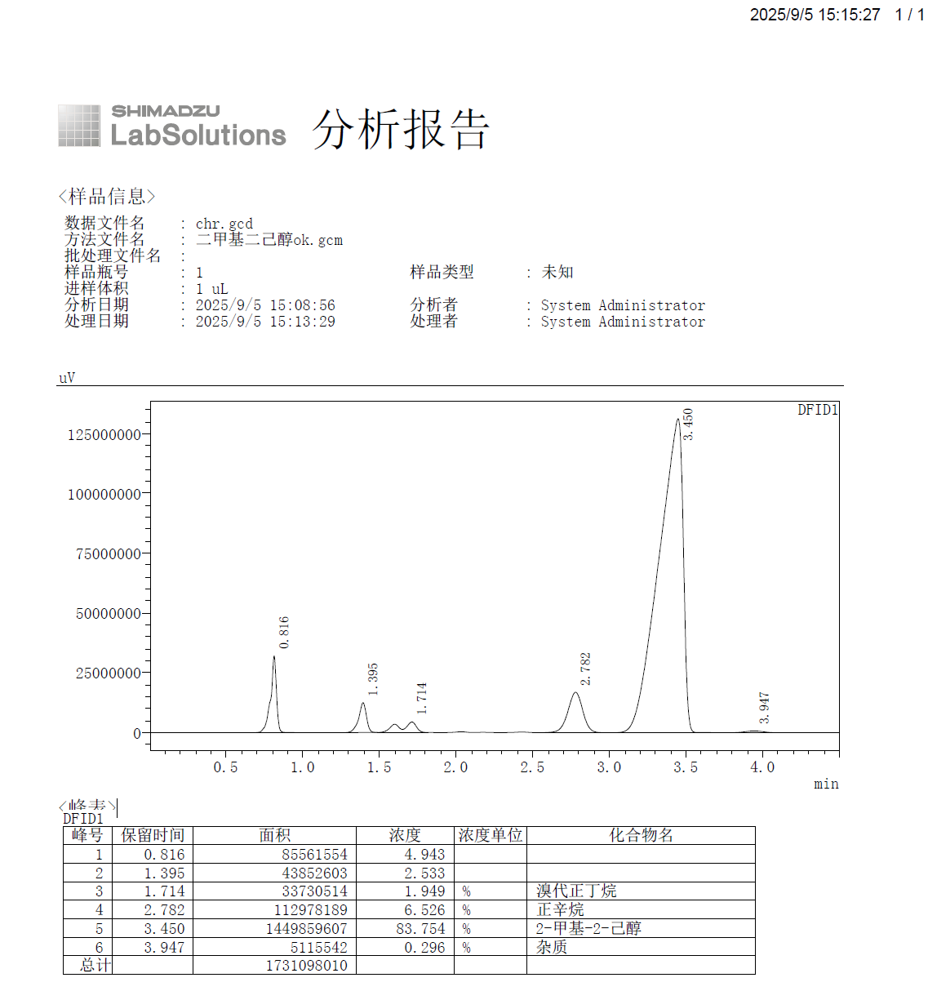 2025/9/5 15:15:27 1 / 1
SHIMADZU
LabSolutions 分析报告
<样品信息>
数据文件名 : chr.gcd
方法文件名 : 二甲基二己醇ok.gcm
批处理文件名 :
样品瓶号 : 1 样品类型 : 未知
进样体积 : 1 uL
分析日期 : 2025/9/5 15:08:56 分析者 : System Administrator
处理日期 : 2025/9/5 15:13:29 处理者 : System Administrator
uV
DFID1
3.450
125000000
100000000
75000000
50000000
0.816
25000000
1.395
1.714
2.782
3.947
0
0.5 1.0 1.5 2.0 2.5 3.0 3.5 4.0
min
<峰表>
DFID1
峰号 保留时间 面积 浓度 浓度单位 化合物名
1 0.816 85561554 4.943
2 1.395 43852603 2.533
3 1.714 33730514 1.949 % 溴代正丁烷
4 2.782 112978189 6.526 % 正辛烷
5 3.450 1449859607 83.754 % 2-甲基-2-己醇
6 3.947 5115542 0.296 % 杂质
总计 1731098010